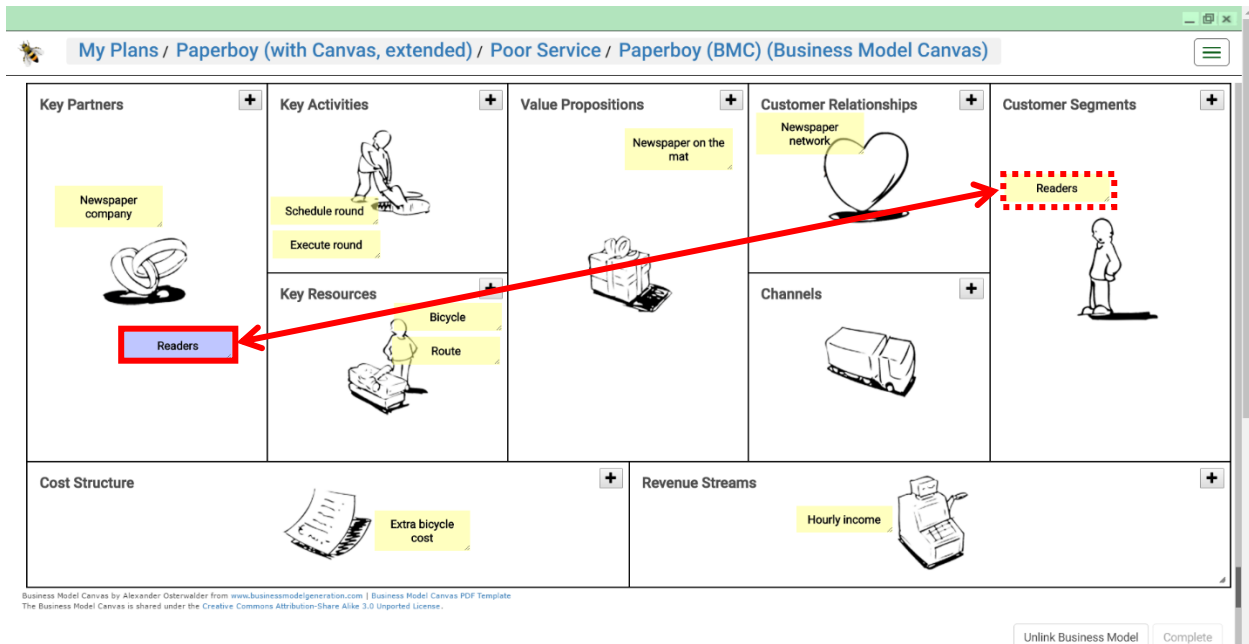 My Plans / Paperboy (with Canvas, extended) / Poor Service / Paperboy (BMC) (Business Model Canvas)
Key Partners
Newspaper
company
Readers
Key Activities
Schedule round
Execute round
Key Resources
Bicycle
Route
Value Propositions
Newspaper on the
mat
Customer Relationships
Newspaper
network
Channels
Customer Segments
Readers
Cost Structure
Extra bicycle
cost
Revenue Streams
Hourly income
Business Model Canvas by Alexander Osterwalder from www.businessmodelgeneration.com | Business Model Canvas PDF Template
The Business Model Canvas is shared under the Creative Commons Attribution-Share Alike 3.0 Unported License.
Unlink Business Model
Complete